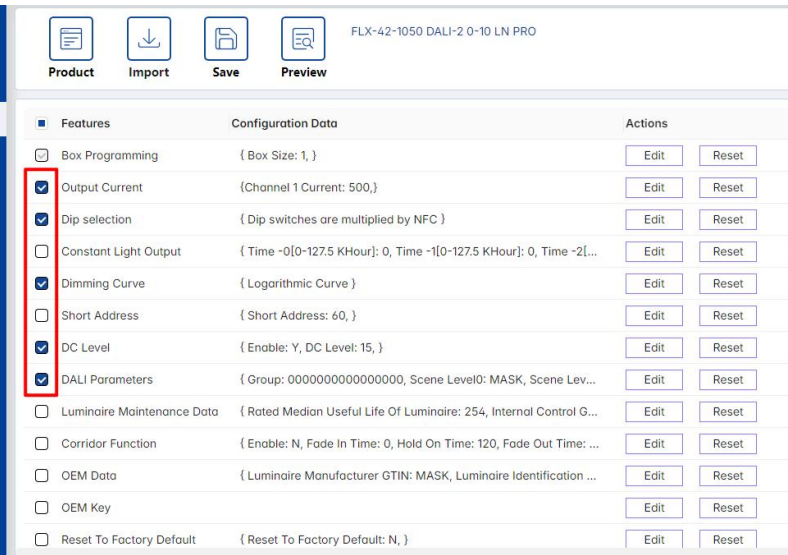 FLX-42-1050 DALI-2 0-10 LN PRO
Product Import Save Preview
Features Configuration Data Actions
Box Programming { Box Size: 1, } Edit Reset
Output Current {Channel 1 Current: 500,} Edit Reset
Dip selection { Dip switches are multiplied by NFC } Edit Reset
Constant Light Output { Time -0[0-127.5 KHour]: 0, Time -1[0-127.5 KHour]: 0, Time -2[... Edit Reset
Dimming Curve { Logarithmic Curve } Edit Reset
Short Address { Short Address: 60, } Edit Reset
DC Level { Enable: Y, DC Level: 15, } Edit Reset
DALI Parameters { Group: 0000000000000000, Scene Level0: MASK, Scene Lev... Edit Reset
Luminaire Maintenance Data { Rated Median Useful Life Of Luminaire: 254, Internal Control G... Edit Reset
Corridor Function { Enable: N, Fade In Time: 0, Hold On Time: 120, Fade Out Time: ... Edit Reset
OEM Data { Luminaire Manufacturer GTIN: MASK, Luminaire Identification ... Edit Reset
OEM Key Edit Reset
Reset To Factory Default { Reset To Factory Default: N, } Edit Reset